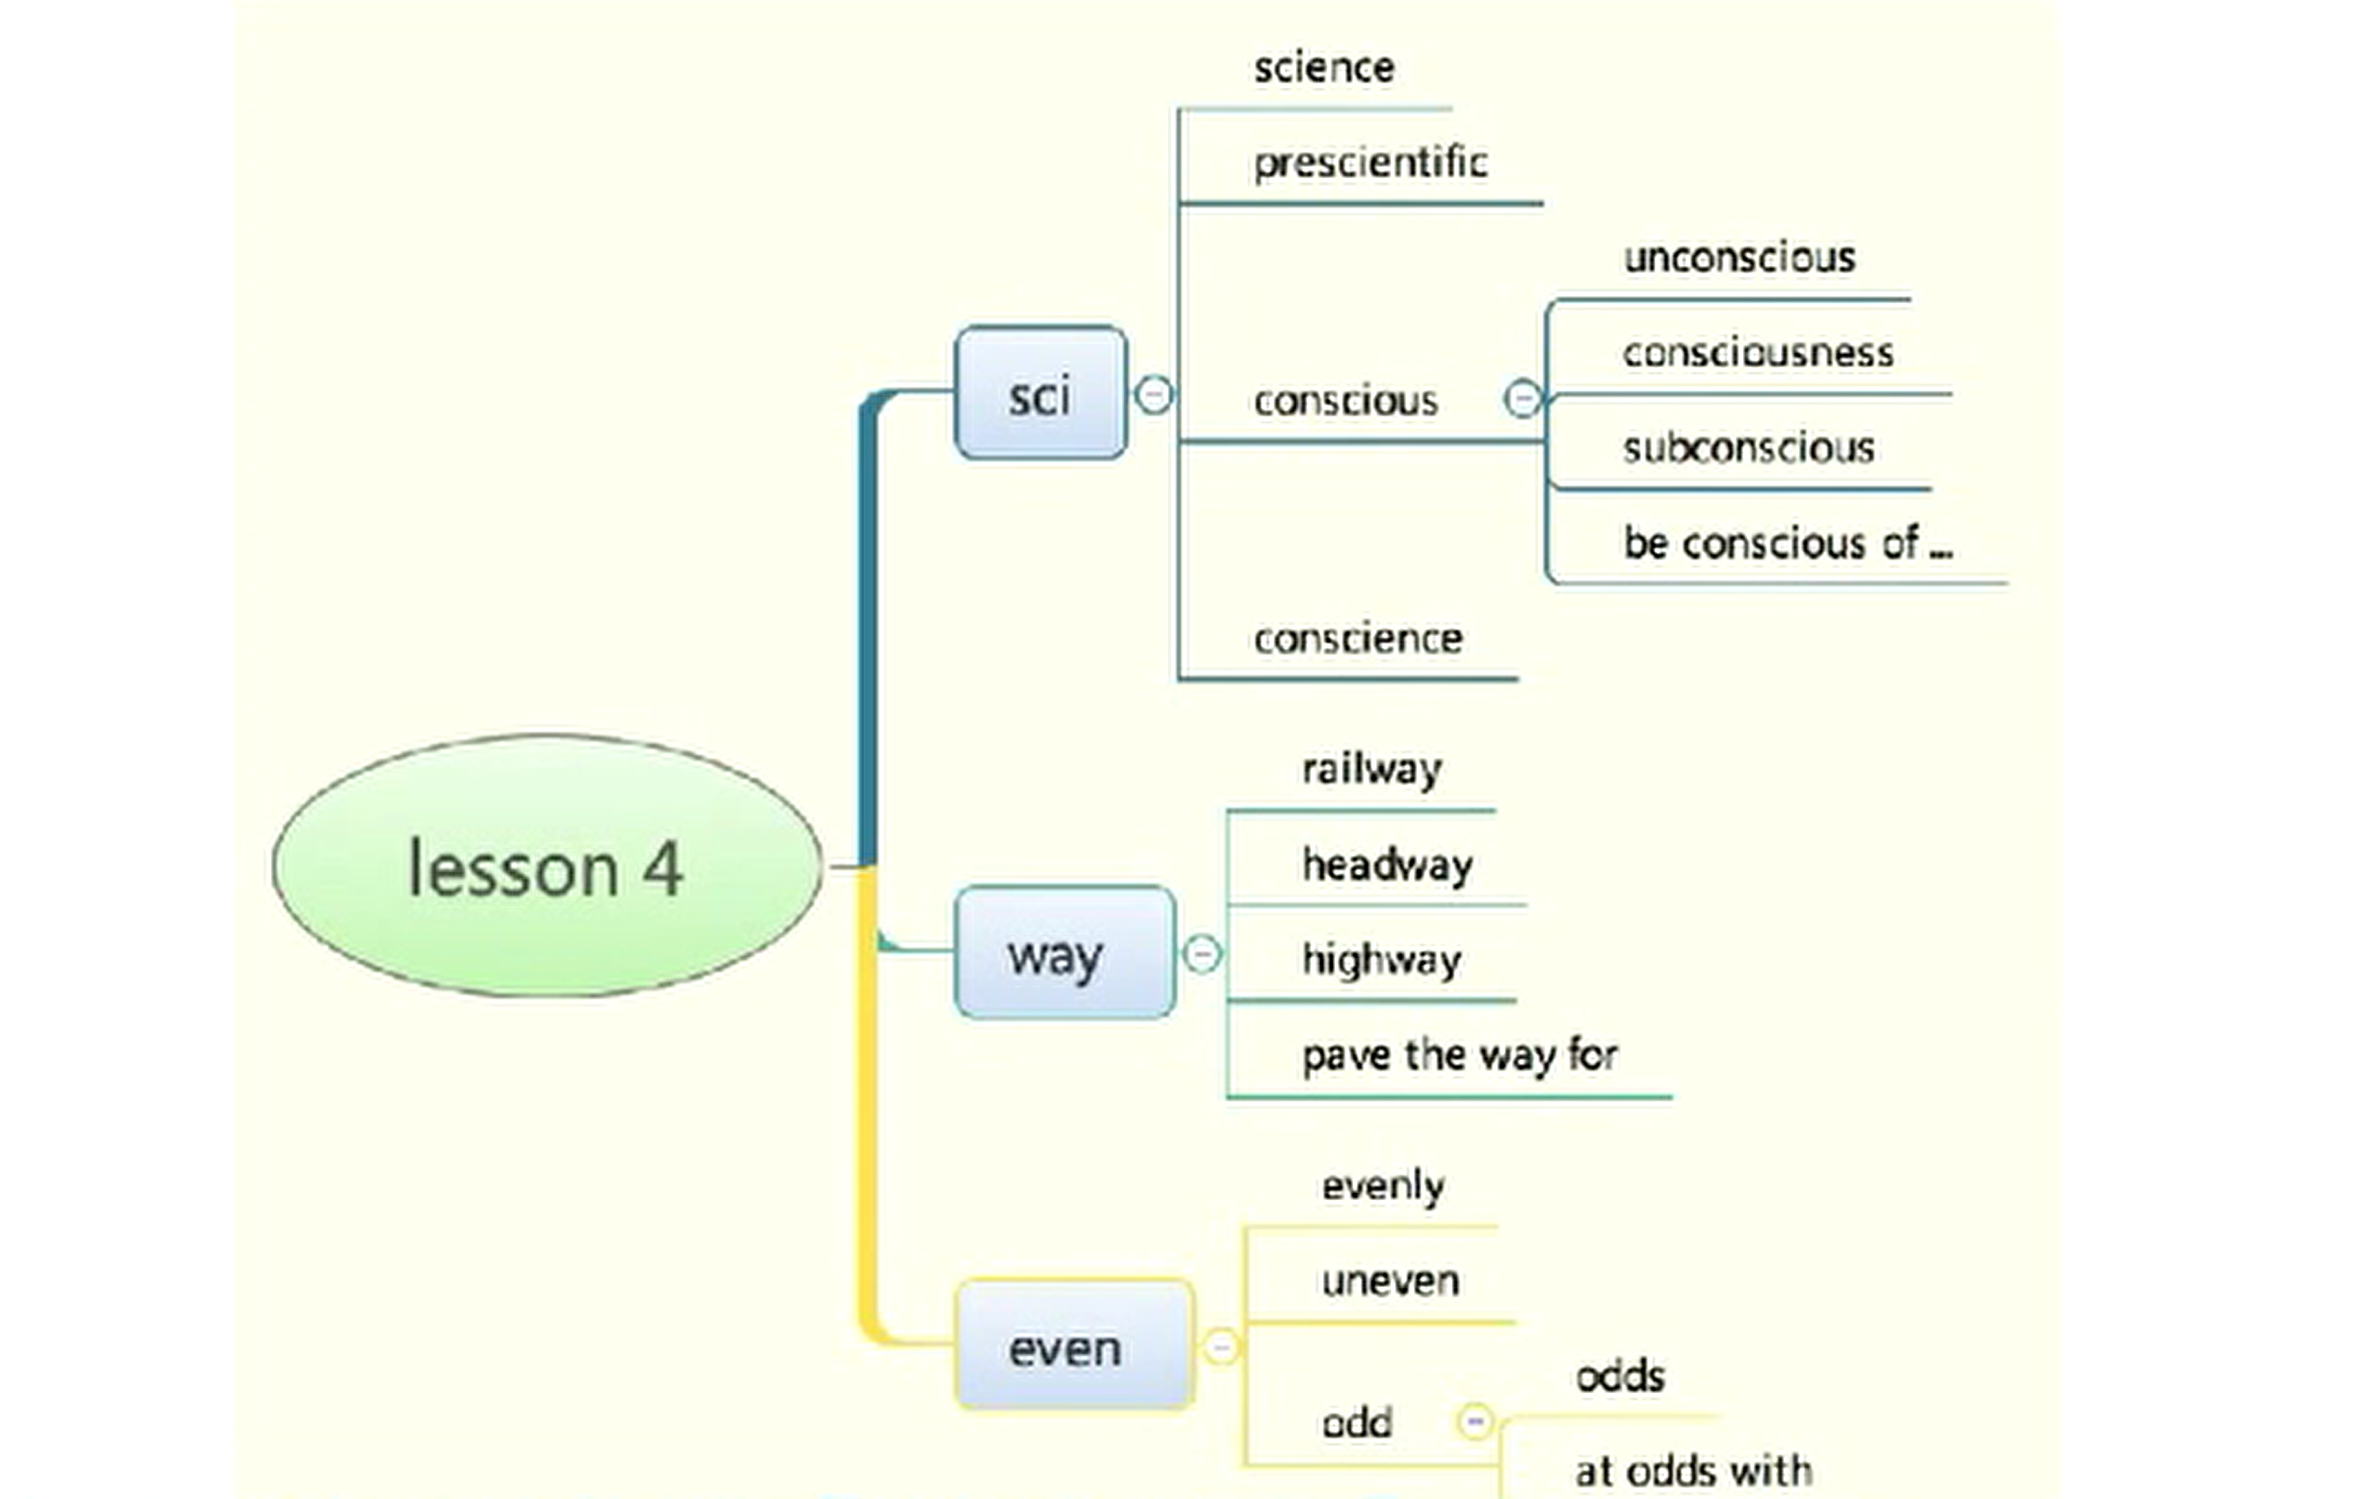 lesson 4
sci
science
prescientific
conscious
unconscious
consciousness
subconscious
be conscious of ...
conscience
way
railway
headway
highway
pave the way for
even
evenly
uneven
odd
odds
at odds with